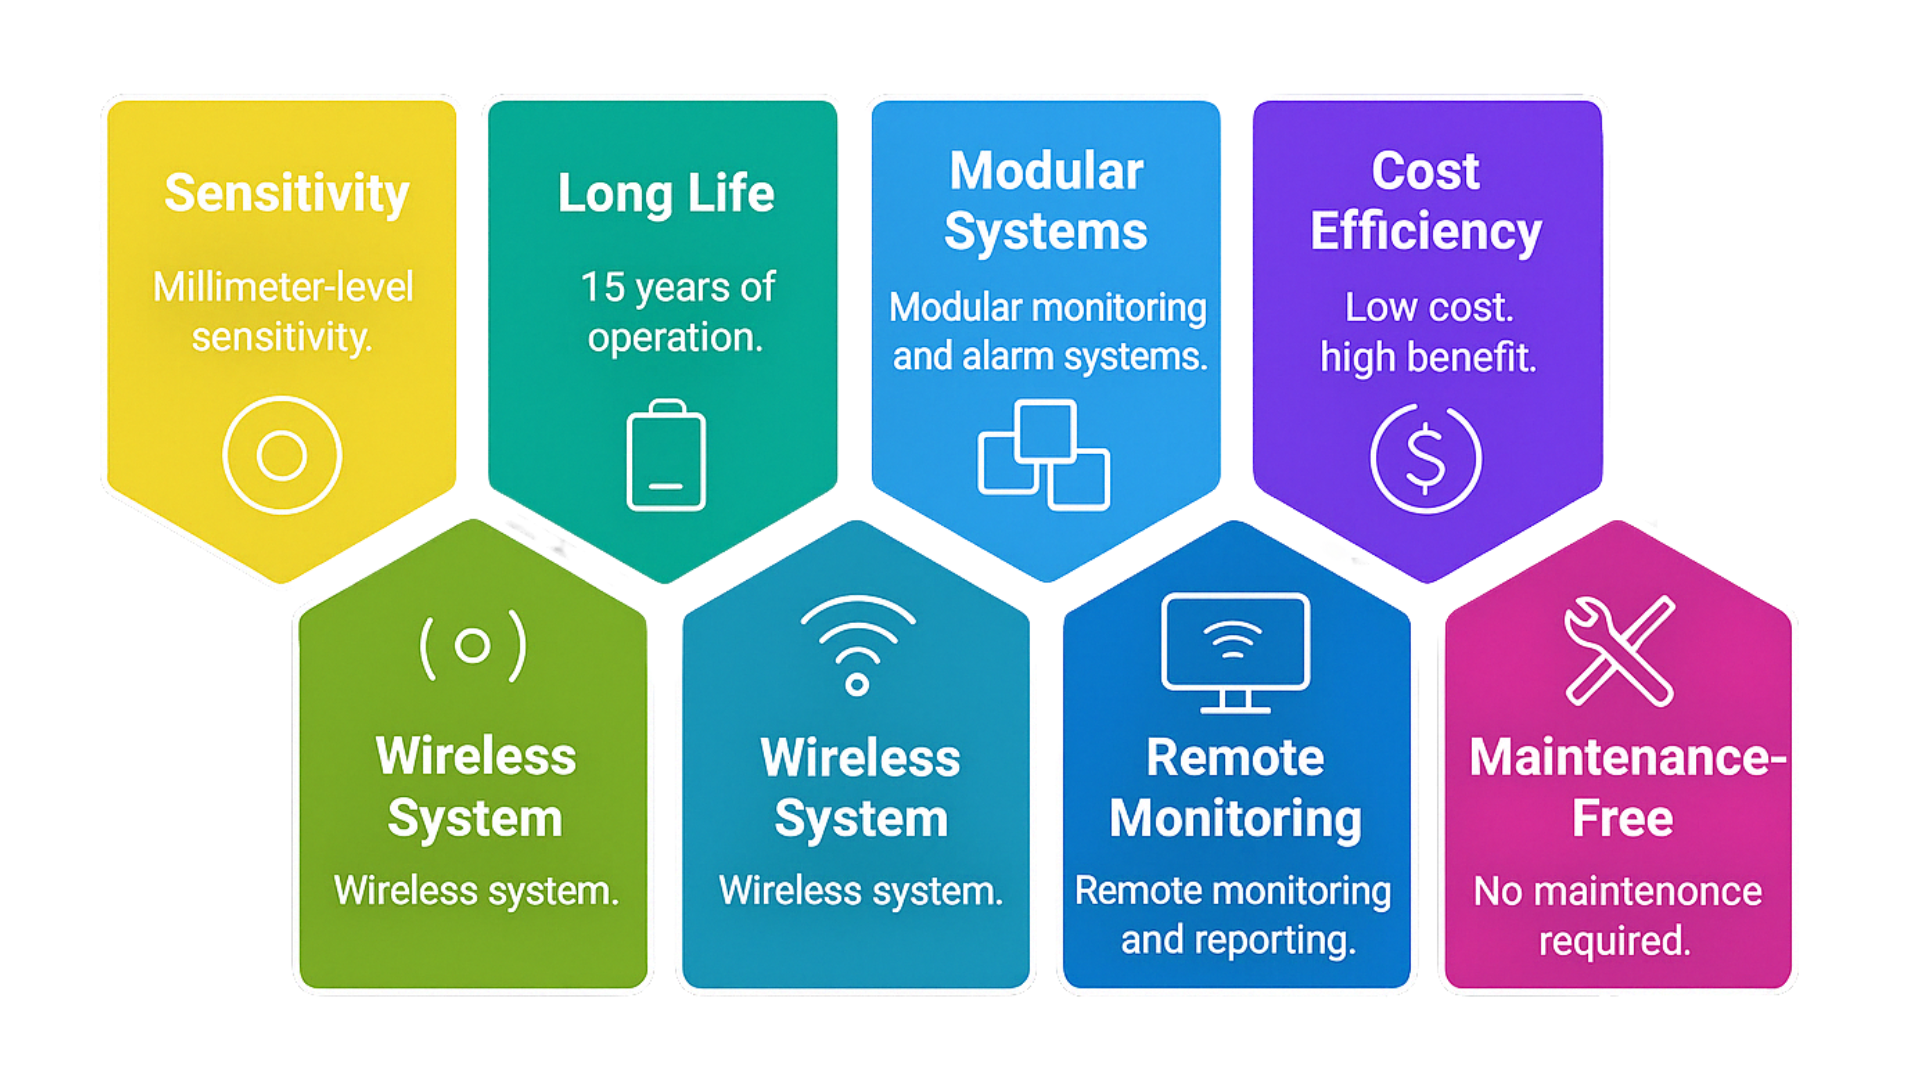 Sensitivity
Millimeter-level
sensitivity.
Long Life
15 years of
operation.
Modular
Systems
Modular monitoring
and alarm systems.
Cost
Efficiency
Low cost.
high benefit.
$
Wireless
System
Wireless system.
Wireless
System
Wireless system.
Remote
Monitoring
Remote monitoring
and reporting.
Maintenance-
Free
No maintenonce
required.